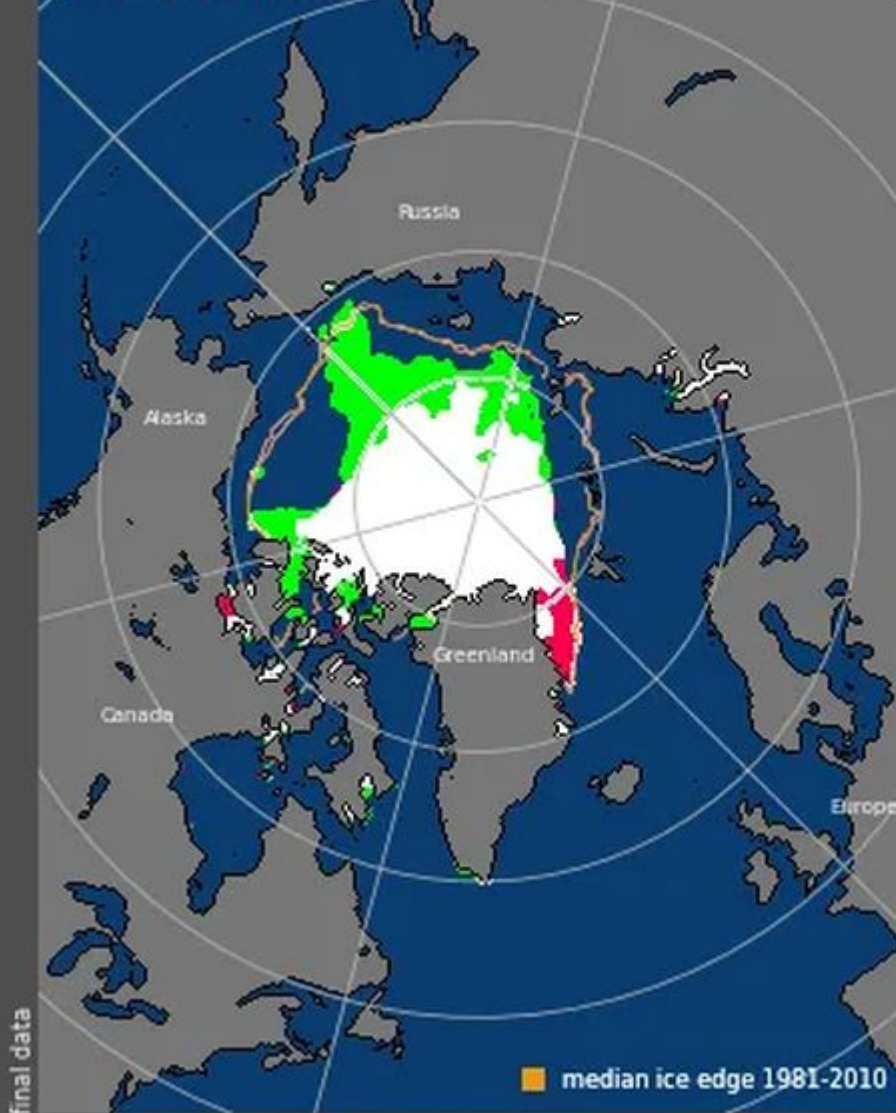 Russia
Alaska
Greenland
Canada
Europe
final data
median ice edge 1981-2010